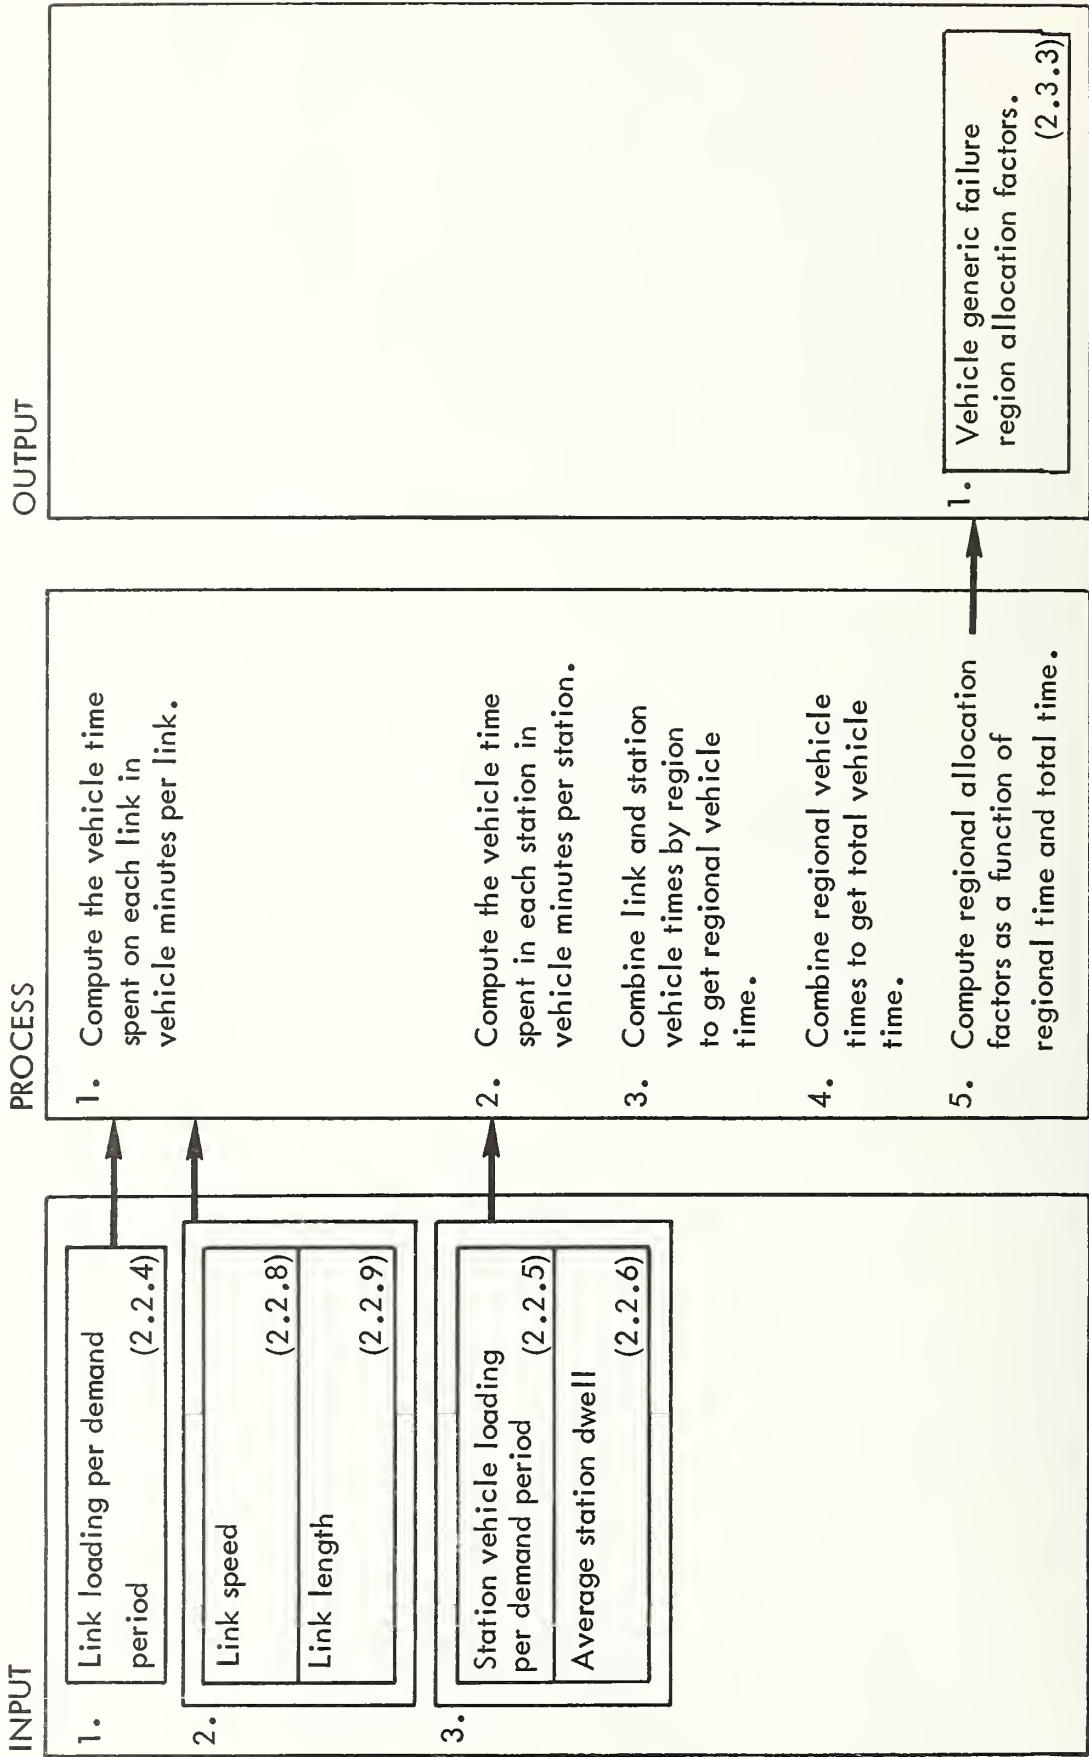 INPUT
1.
Link loading per demand
period
(2.2.4)
2.
Link speed
(2.2.8)
Link length
(2.2.9)
3.
Station vehicle loading
per demand period
(2.2.5)
Average station dwell
(2.2.6)
PROCESS
1. Compute the vehicle time
spent on each link in
vehicle minutes per link.
2. Compute the vehicle time
spent in each station in
vehicle minutes per station.
3. Combine link and station
vehicle times by region
to get regional vehicle
time.
4. Combine regional vehicle
times to get total vehicle
time.
5. Compute regional allocation
factors as a function of
regional time and total time.
OUTPUT
1. Vehicle generic failure
region allocation factors.
(2.3.3)